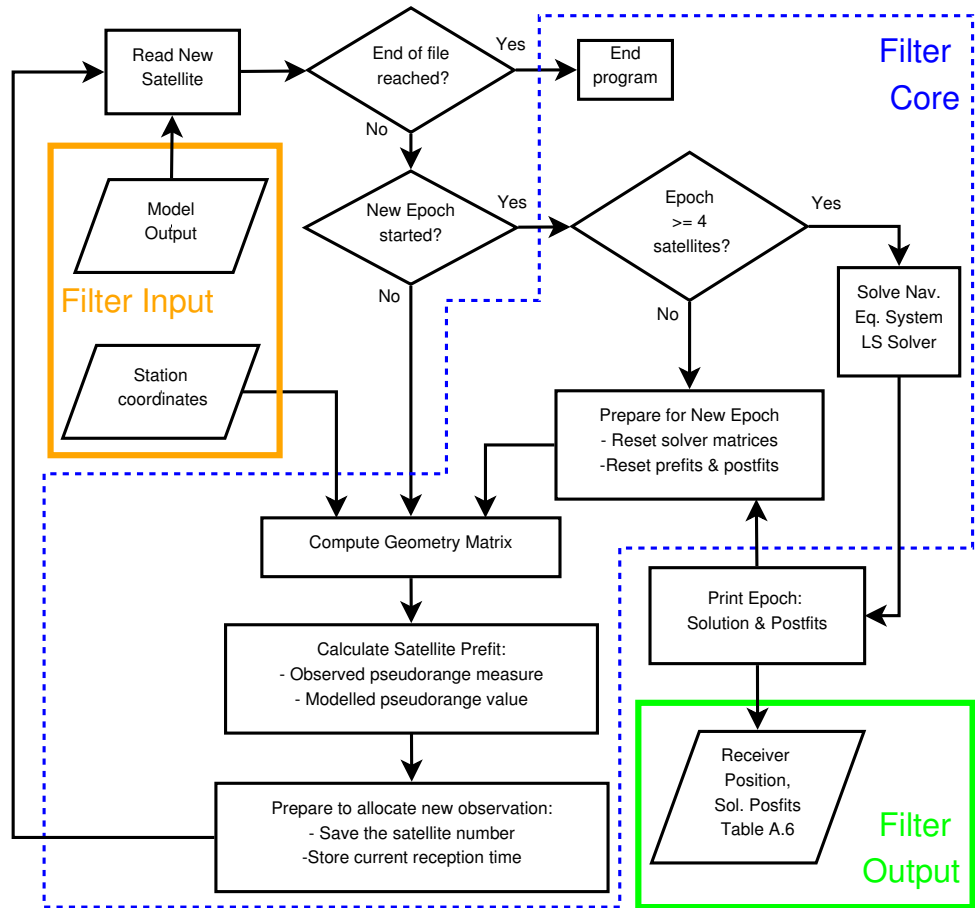 Read New
Satellite
End of file
reached?
Yes
End
program
Filter
Core
No
Model
Output
New Epoch
started?
Yes
Epoch
>= 4
satellites?
Yes
Filter Input
No
No
Solve Nav.
Eq. System
LS Solver
Station
coordinates
Prepare for New Epoch
- Reset solver matrices
-Reset prefits & postfits
Compute Geometry Matrix
Print Epoch:
Solution & Postfits
Calculate Satellite Prefit:
- Observed pseudorange measure
- Modelled pseudorange value
Receiver
Position,
Sol. Posfits
Table A.6
Prepare to allocate new observation:
- Save the satellite number
-Store current reception time
Filter
Output